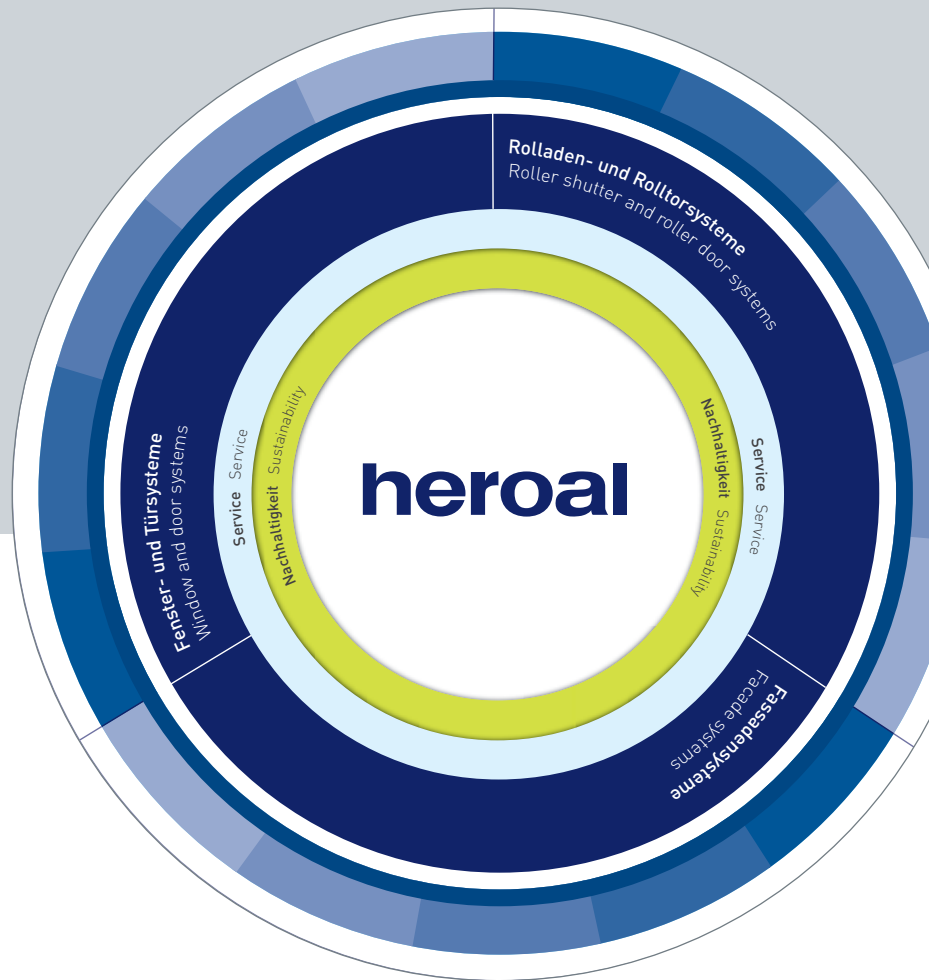 Rolladen- und Rolltorsysteme
Roller shutter and roller door systems
Fenster- und Türsysteme
Window and door systems
Service Service
Nachhaltigkeit Sustainability
heroal
Nachhaltigkeit Sustainability
Service Service
Fassadensysteme
Facade systems